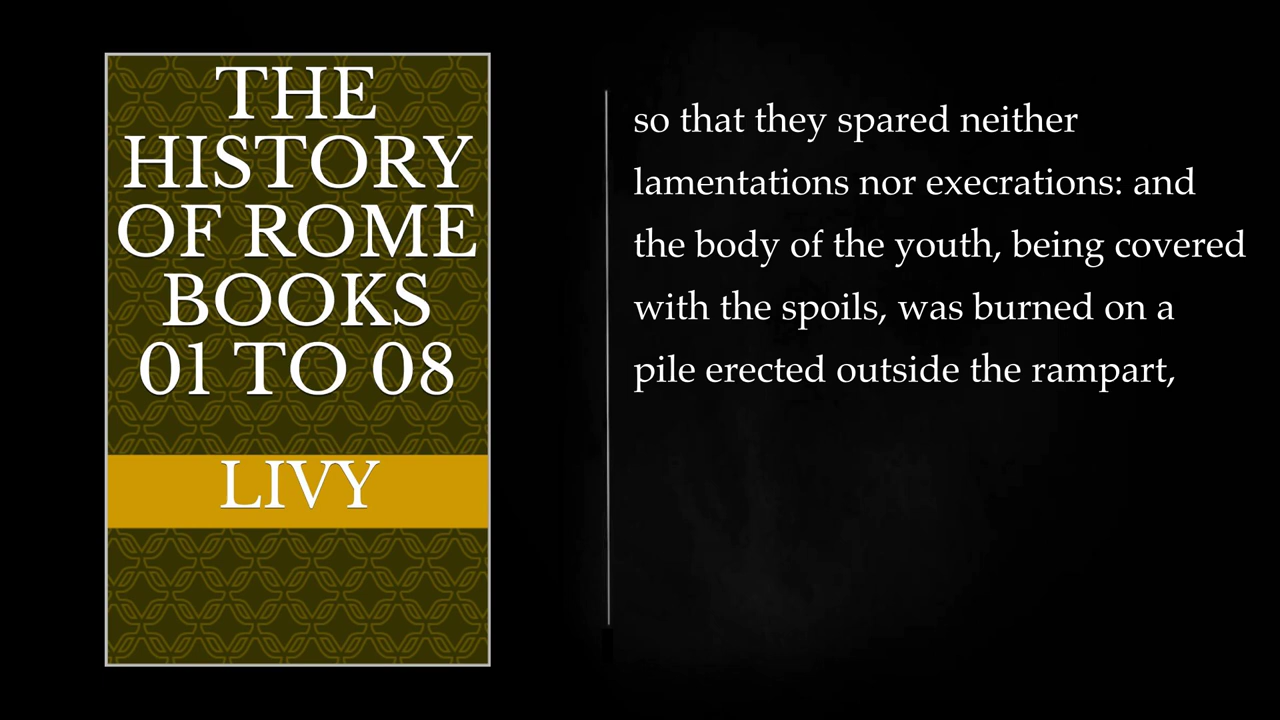 THE
HISTORY
OF ROME
BOOKS
01 TO 08
LIVY
so that they spared neither
lamentations nor execrations: and
the body of the youth, being covered
with the spoils, was burned on a
pile erected outside the rampart,